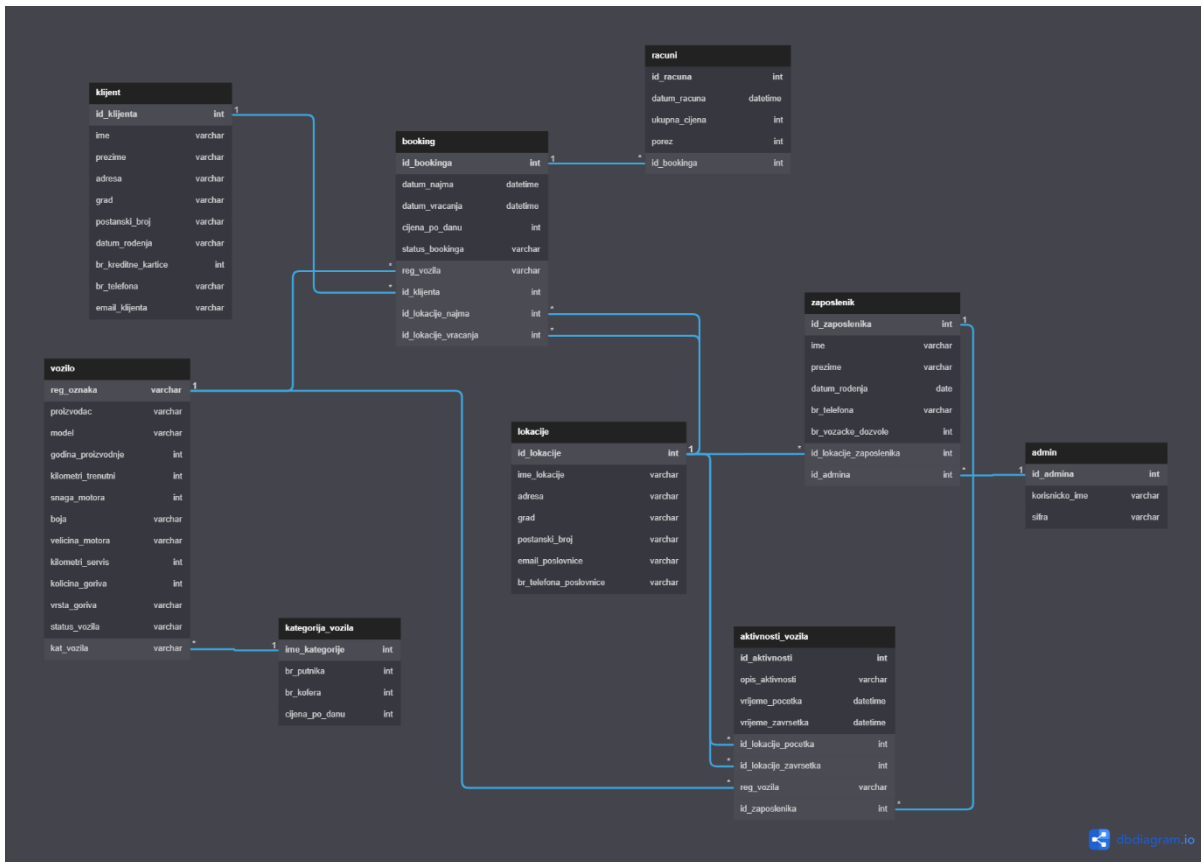 klijent
id_klijenta int 1
ime varchar
prezime varchar
adresa varchar
grad varchar
postanski_broj varchar
datum_rodenja varchar
br_kreditne_kartice int
br_telefona varchar
email_klijenta varchar
booking
id_bookinga int 1
datum_najma datetime
datum_vracanja datetime
cijena_po_danu int
status_bookinga varchar
* reg_vozila varchar
* id_klijenta int
id_lokacije_najma int *
id_lokacije_vracanja int *
racuni
id_racuna int
datum_racuna datetime
ukupna_cijena int
porez int
* id_bookinga int
vozilo
reg_oznaka varchar 1
proizvodac varchar
model varchar
godina_proizvodnje int
kilometri_trenutni int
snaga_motora int
boja varchar
velicina_motora varchar
kilometri_servis int
kolicina_goriva int
vrsta_goriva varchar
status_vozila varchar
kat_vozila varchar *
kategorija_vozila
1 ime_kategorije int
br_putnika int
br_kofera int
cijena_po_danu int
lokacije
id_lokacije int 1
ime_lokacije varchar
adresa varchar
grad varchar
postanski_broj varchar
email_poslovnice varchar
br_telefona_poslovnice varchar
zaposlenik
id_zaposlenika int 1
ime varchar
prezime varchar
datum_rodenja date
br_telefona varchar
br_vozacke_dozvole int
* id_lokacije_zaposlenika int
id_admina int *
admin
1 id_admina int
korisnicko_ime varchar
sifra varchar
aktivnosti_vozila
id_aktivnosti int
opis_aktivnosti varchar
vrijeme_pocetka datetime
vrijeme_zavrsetka datetime
* id_lokacije_pocetka int
* id_lokacije_zavrsetka int
* reg_vozila varchar
id_zaposlenika int *
dbdiagram.io